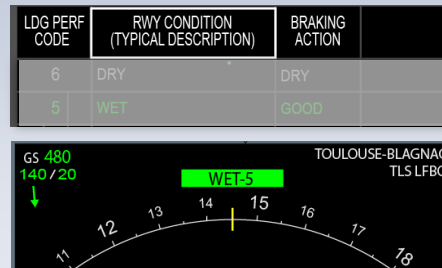 LDG PERF CODE
RWY CONDITION (TYPICAL DESCRIPTION)
BRAKING ACTION
6 DRY DRY
5 WET GOOD
GS 480
140/20
TOULOUSE-BLAGNAC
TLS LFBO
WET-5
11 12 13 14 15 16 17 18